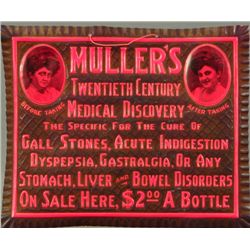 MULLER'S
TWENTIETH CENTURY
MEDICAL DISCOVERY
BEFORE TAKING
AFTER TAKING
THE SPECIFIC FOR THE CURE OF
GALL STONES, ACUTE INDIGESTION
DYSPEPSIA, GASTRALGIA, OR ANY
STOMACH, LIVER AND BOWEL DISORDERS
ON SALE HERE, $2.00 A BOTTLE